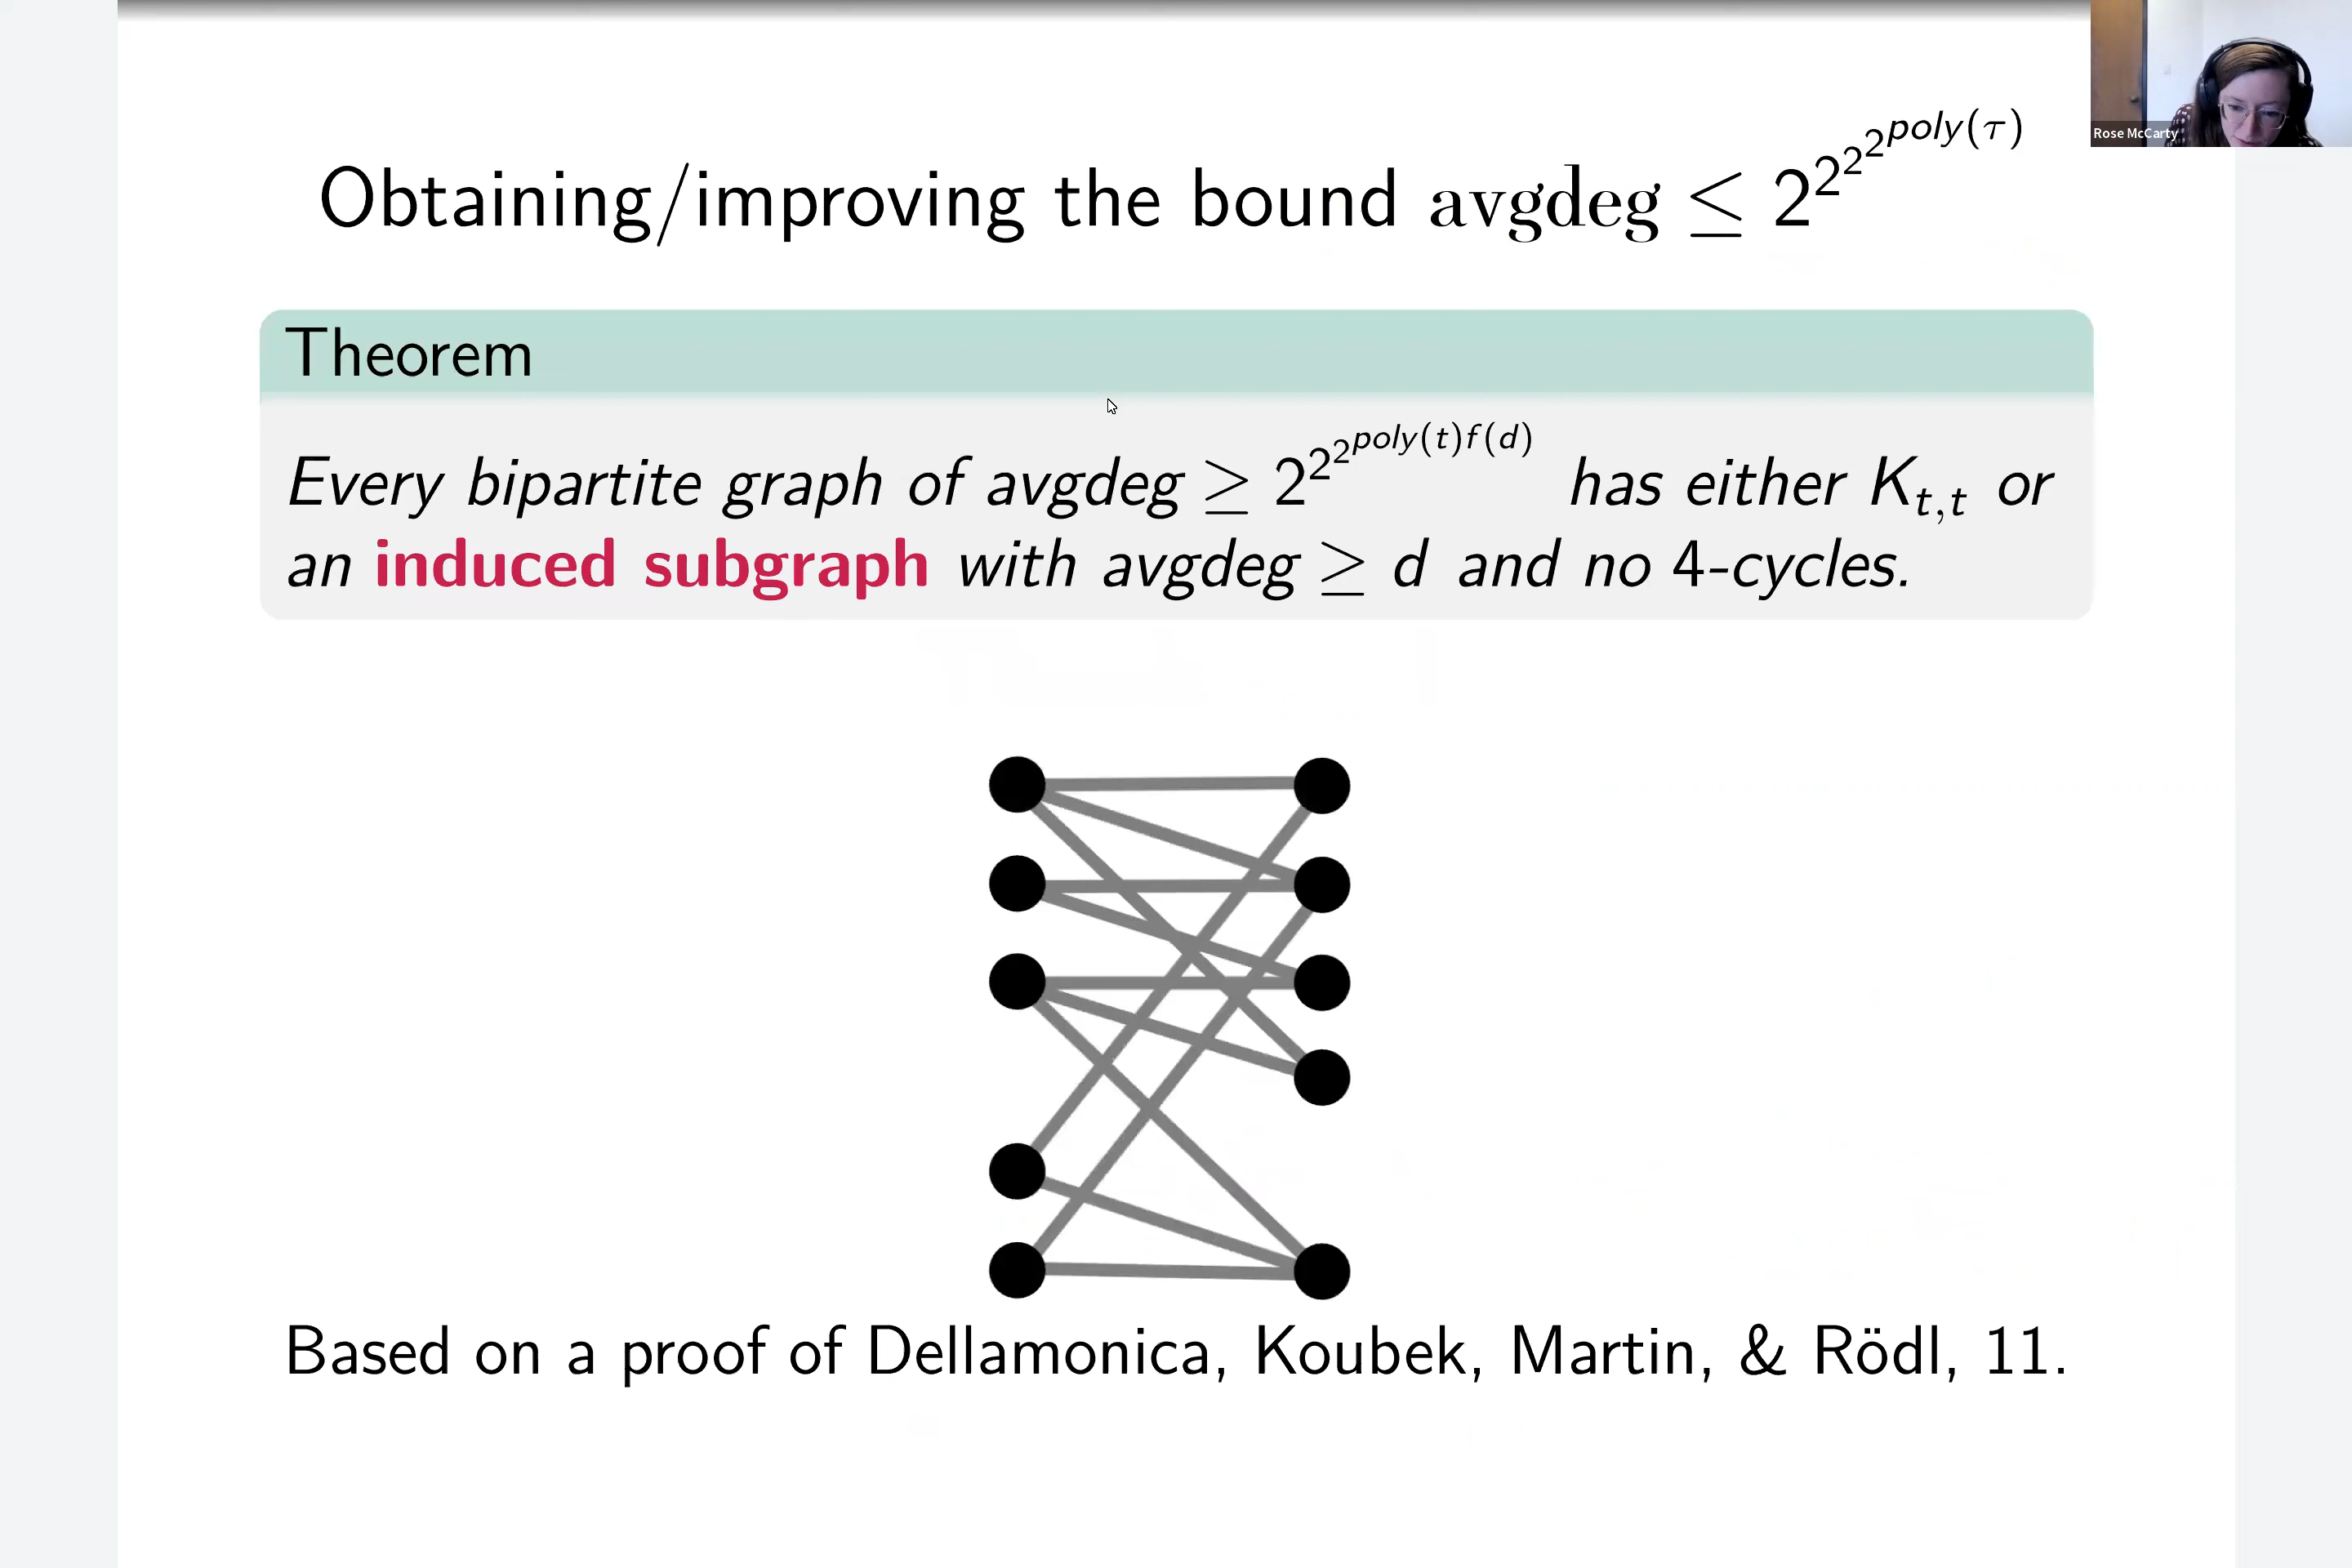 Rose McCarty
Obtaining/improving the bound avgdeg ≤ 2^{2^{2^{2^{poly(τ)}}}}
Theorem
Every bipartite graph of avgdeg ≥ 2^{2^{2^{poly(t)f(d)}}} has either K_{t,t} or
an induced subgraph with avgdeg ≥ d and no 4-cycles.
Based on a proof of Dellamonica, Koubek, Martin, & Rödl, 11.